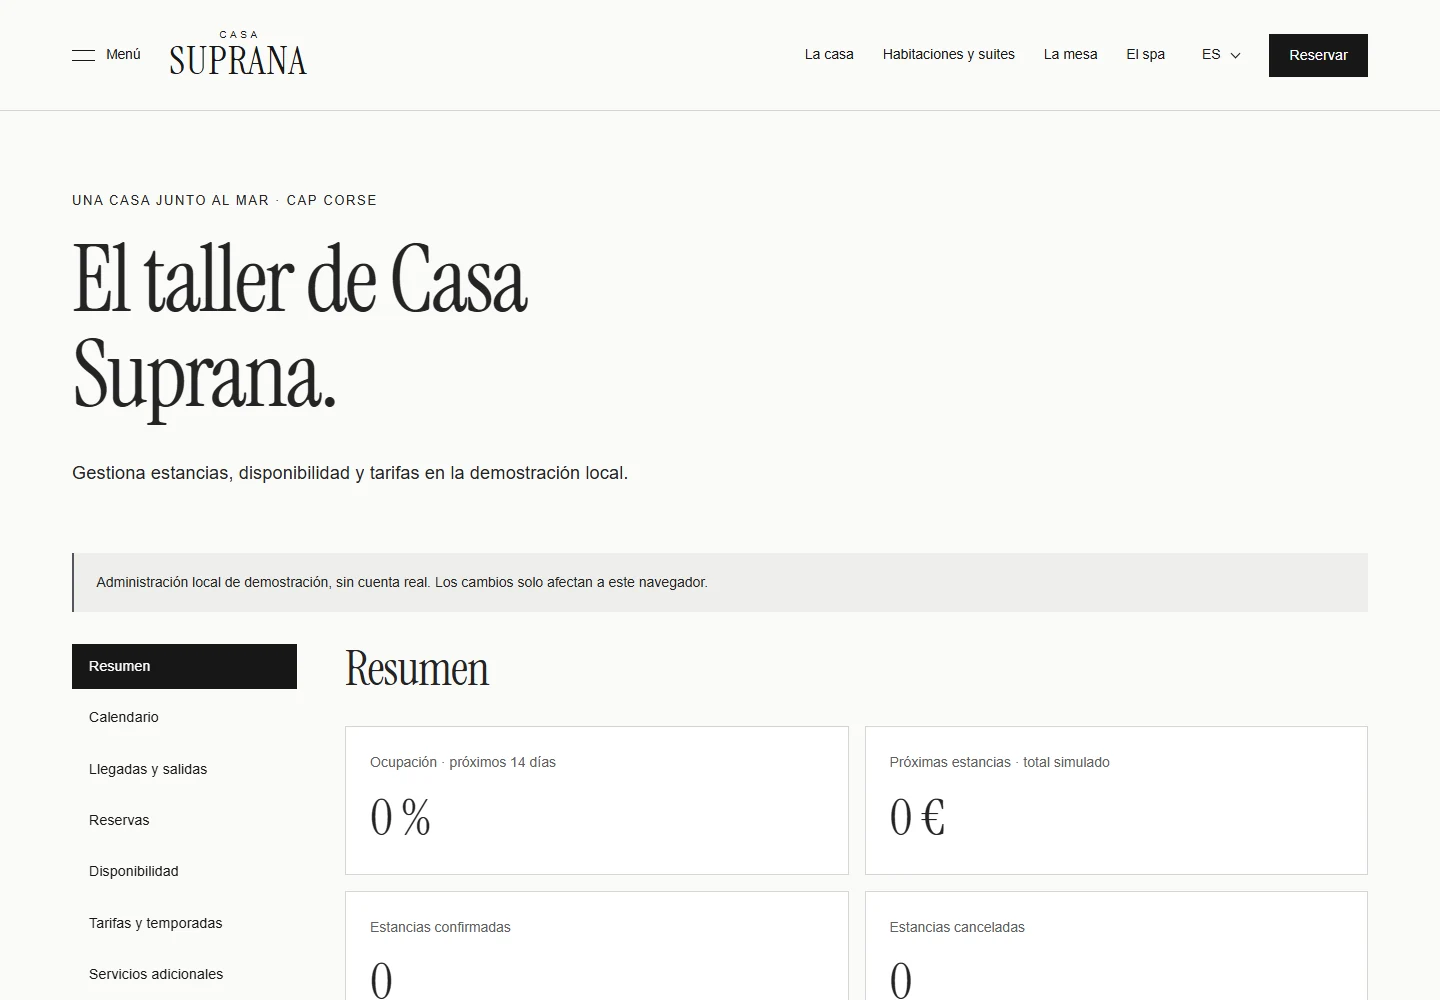 Menú
CASA
SUPRANA
La casa
Habitaciones y suites
La mesa
El spa
ES
Reservar
UNA CASA JUNTO AL MAR · CAP CORSE
El taller de Casa
Suprana.
Gestiona estancias, disponibilidad y tarifas en la demostración local.
Administración local de demostración, sin cuenta real. Los cambios solo afectan a este navegador.
Resumen
Calendario
Llegadas y salidas
Reservas
Disponibilidad
Tarifas y temporadas
Servicios adicionales
Resumen
Ocupación · próximos 14 días
0 %
Próximas estancias · total simulado
0 €
Estancias confirmadas
0
Estancias canceladas
0